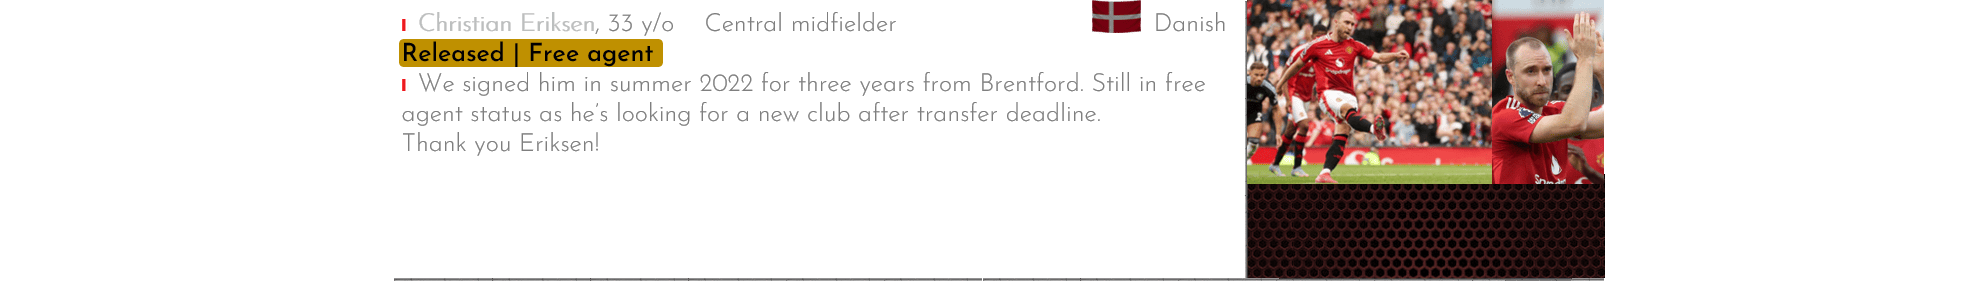 Christian Eriksen, 33 y/o Central midfielder Danish
Released | Free agent
We signed him in summer 2022 for three years from Brentford. Still in free
agent status as he's looking for a new club after transfer deadline.
Thank you Eriksen!